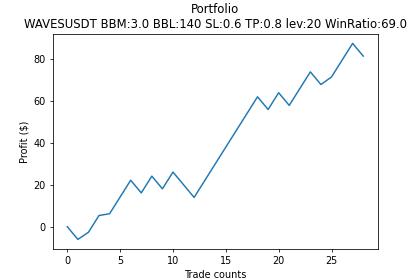 Portfolio
WAVESUSDT BBM:3.0 BBL:140 SL:0.6 TP:0.8 lev:20 WinRatio:69.0
80
60
40
20
0
Profit ($)
0 5 10 15 20 25
Trade counts